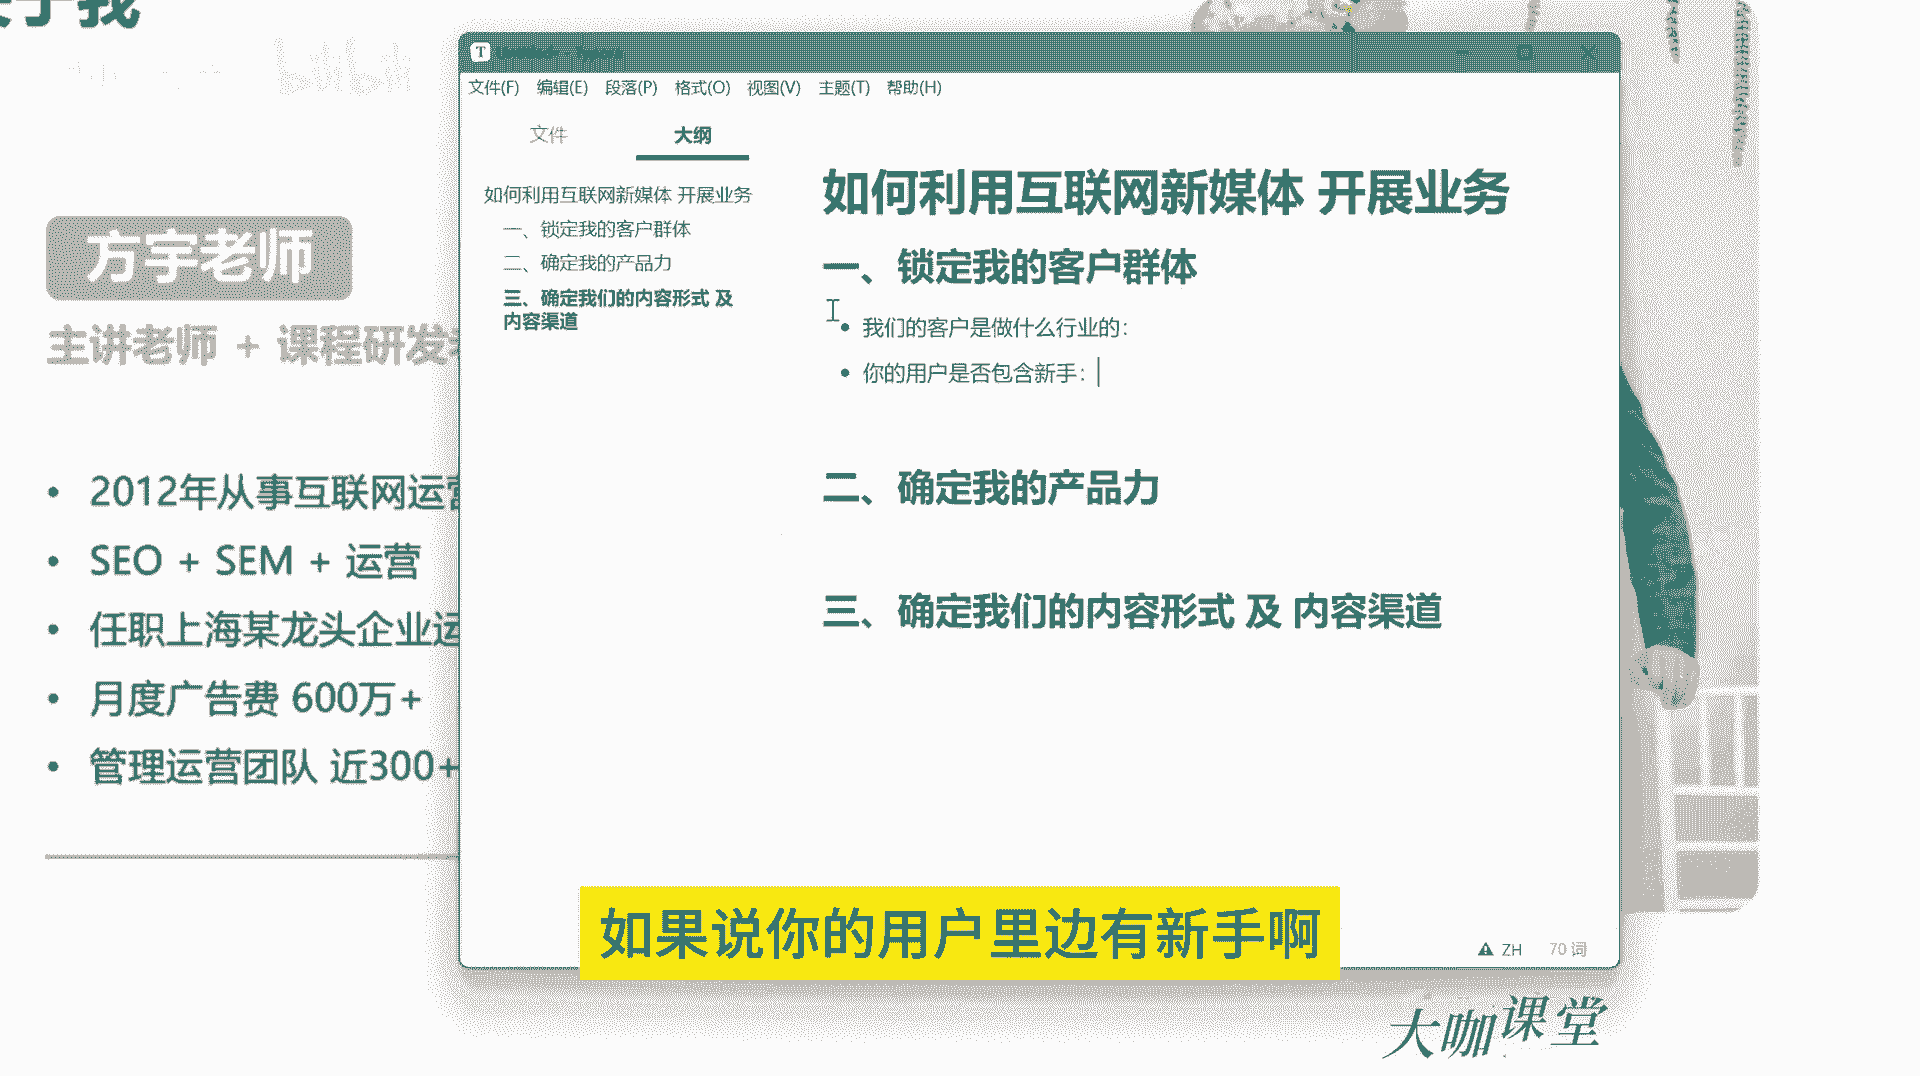 bilibili
方宇老师
主讲老师 + 课程研发
2012年从事互联网运营
SEO + SEM + 运营
任职上海某龙头企业运
月度广告费 600万+
管理运营团队 近300+
T
文件(F) 编辑(E) 段落(P) 格式(O) 视图(V) 主题(T) 帮助(H)
文件 大纲
如何利用互联网新媒体 开展业务
一、锁定我的客户群体
二、确定我的产品力
三、确定我们的内容形式 及
内容渠道
如何利用互联网新媒体 开展业务
一、锁定我的客户群体
我们的客户是做什么行业的：
你的用户是否包含新手：
二、确定我的产品力
三、确定我们的内容形式 及 内容渠道
ZH 70 词
如果说你的用户里边有新手啊
大咖课堂